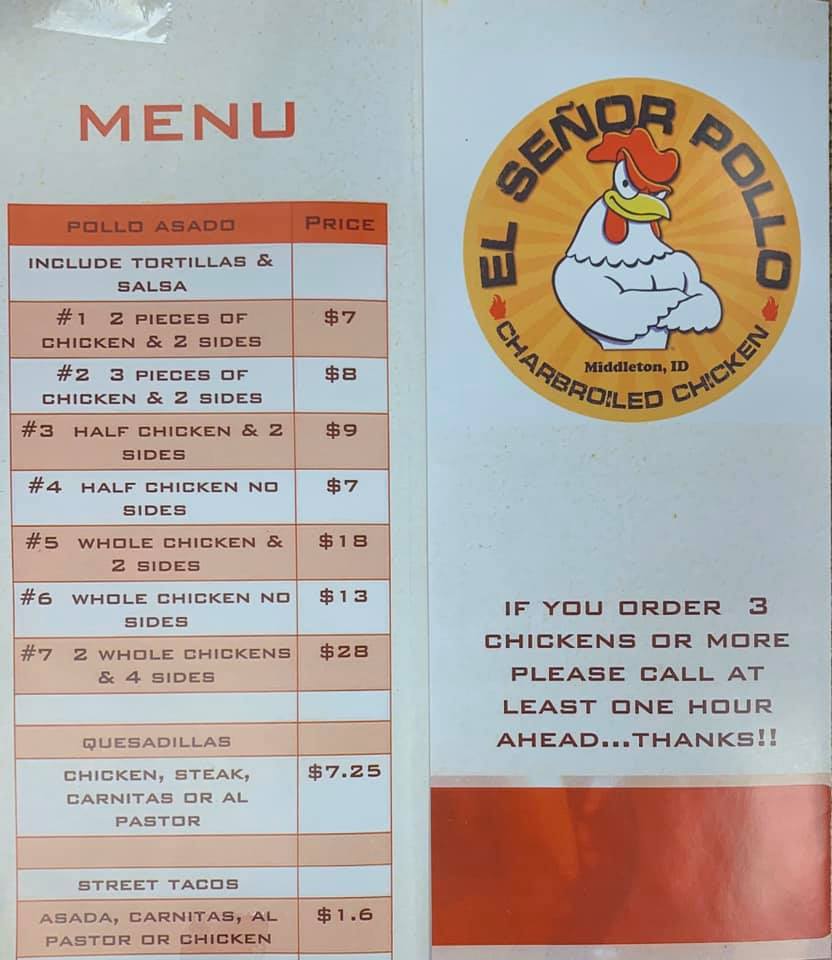 MENU
POLLO ASADO PRICE
INCLUDE TORTILLAS &
SALSA
#1 2 PIECES OF
CHICKEN & 2 SIDES
$7
#2 3 PIECES OF
CHICKEN & 2 SIDES
$8
#3 HALF CHICKEN & 2
SIDES
$9
#4 HALF CHICKEN NO
SIDES
$7
#5 WHOLE CHICKEN &
2 SIDES
$18
#6 WHOLE CHICKEN NO
SIDES
$13
#7 2 WHOLE CHICKENS
& 4 SIDES
$28
QUESADILLAS
CHICKEN, STEAK,
CARNITAS OR AL
PASTOR
$7.25
STREET TACOS
ASADA, CARNITAS, AL
PASTOR OR CHICKEN
$1.6
EL SEÑOR POLLO
Middleton, ID
CHARBROILED CHICKEN
IF YOU ORDER 3
CHICKENS OR MORE
PLEASE CALL AT
LEAST ONE HOUR
AHEAD...THANKS!!